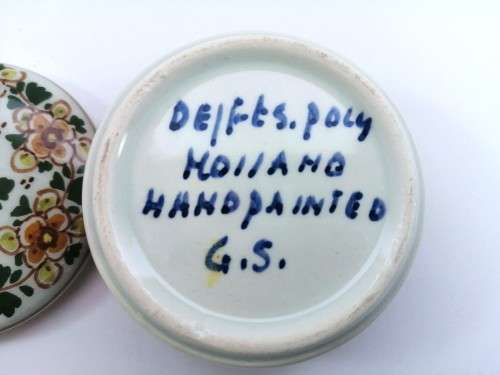 Delfts. poly
HOllAND
HANDpAINTED
G.S.